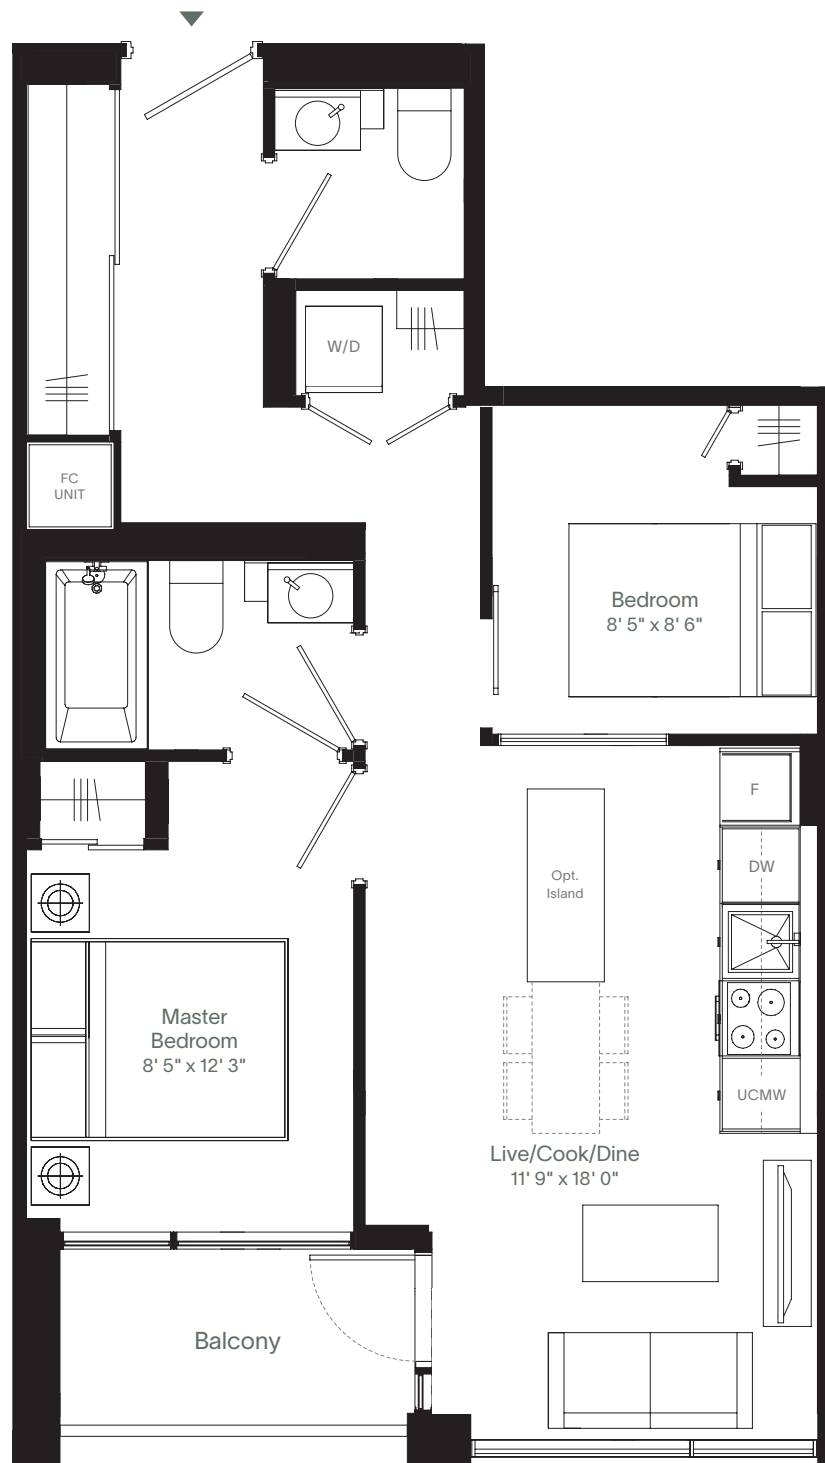 W/D
FC
UNIT
Bedroom
8' 5" x 8' 6"
F
DW
Opt.
Island
Master
Bedroom
8' 5" x 12' 3"
UCMW
Live/Cook/Dine
11' 9" x 18' 0"
Balcony